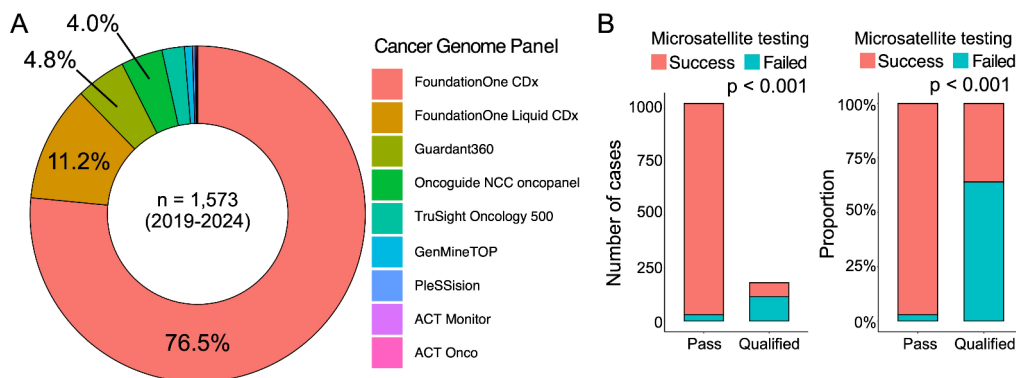 A
4.0%
4.8%
11.2%
76.5%
n = 1,573
(2019-2024)
Cancer Genome Panel
FoundationOne CDx
FoundationOne Liquid CDx
Guardant360
Oncoguide NCC oncopanel
TruSight Oncology 500
GenMineTOP
PleSSision
ACT Monitor
ACT Onco
B
Microsatellite testing
Success Failed
p < 0.001
Number of cases
1000
750
500
250
0
Pass Qualified
Microsatellite testing
Success Failed
p < 0.001
Proportion
100%
75%
50%
25%
0%
Pass Qualified